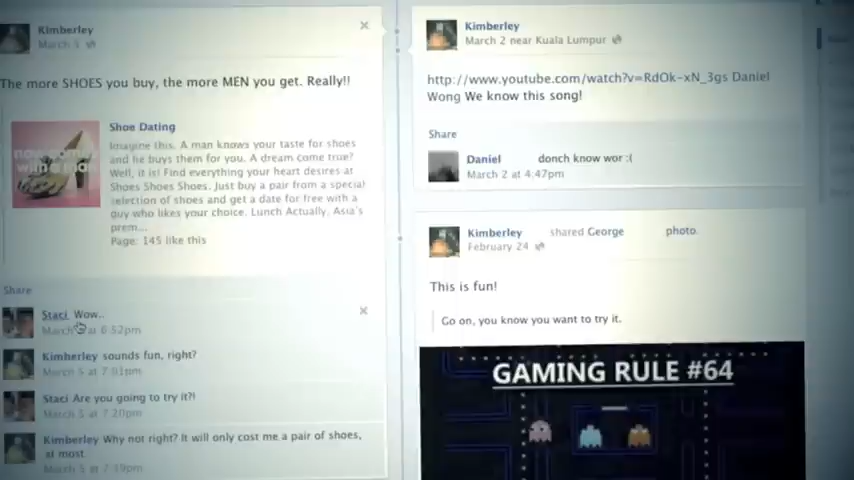 Kimberley
March 5
The more SHOES you buy, the more MEN you get. Really!!
Shoe Dating
Imagine this. A man knows your taste for shoes
and he buys them for you. A dream come true?
Well, it is! Find everything your heart desires at
Shoes Shoes Shoes. Just buy a pair from a special
selection of shoes and get a date for free with a
guy who likes your choice. Lunch Actually, Asia's
prem...
Page: 145 like this
Share
Staci Wow..
March 5 at 6:52pm
Kimberley sounds fun, right?
March 5 at 7:01pm
Staci Are you going to try it?!
March 5 at 7:20pm
Kimberley Why not right? It will only cost me a pair of shoes,
at most
March 5 at 7:39pm
Kimberley
March 2 near Kuala Lumpur
http://www.youtube.com/watch?v=RdOk-xN_3gs Daniel
Wong We know this song!
Share
Daniel donch know wor :(
March 2 at 4:47pm
Kimberley shared George photo.
February 24
This is fun!
Go on, you know you want to try it.
GAMING RULE #64